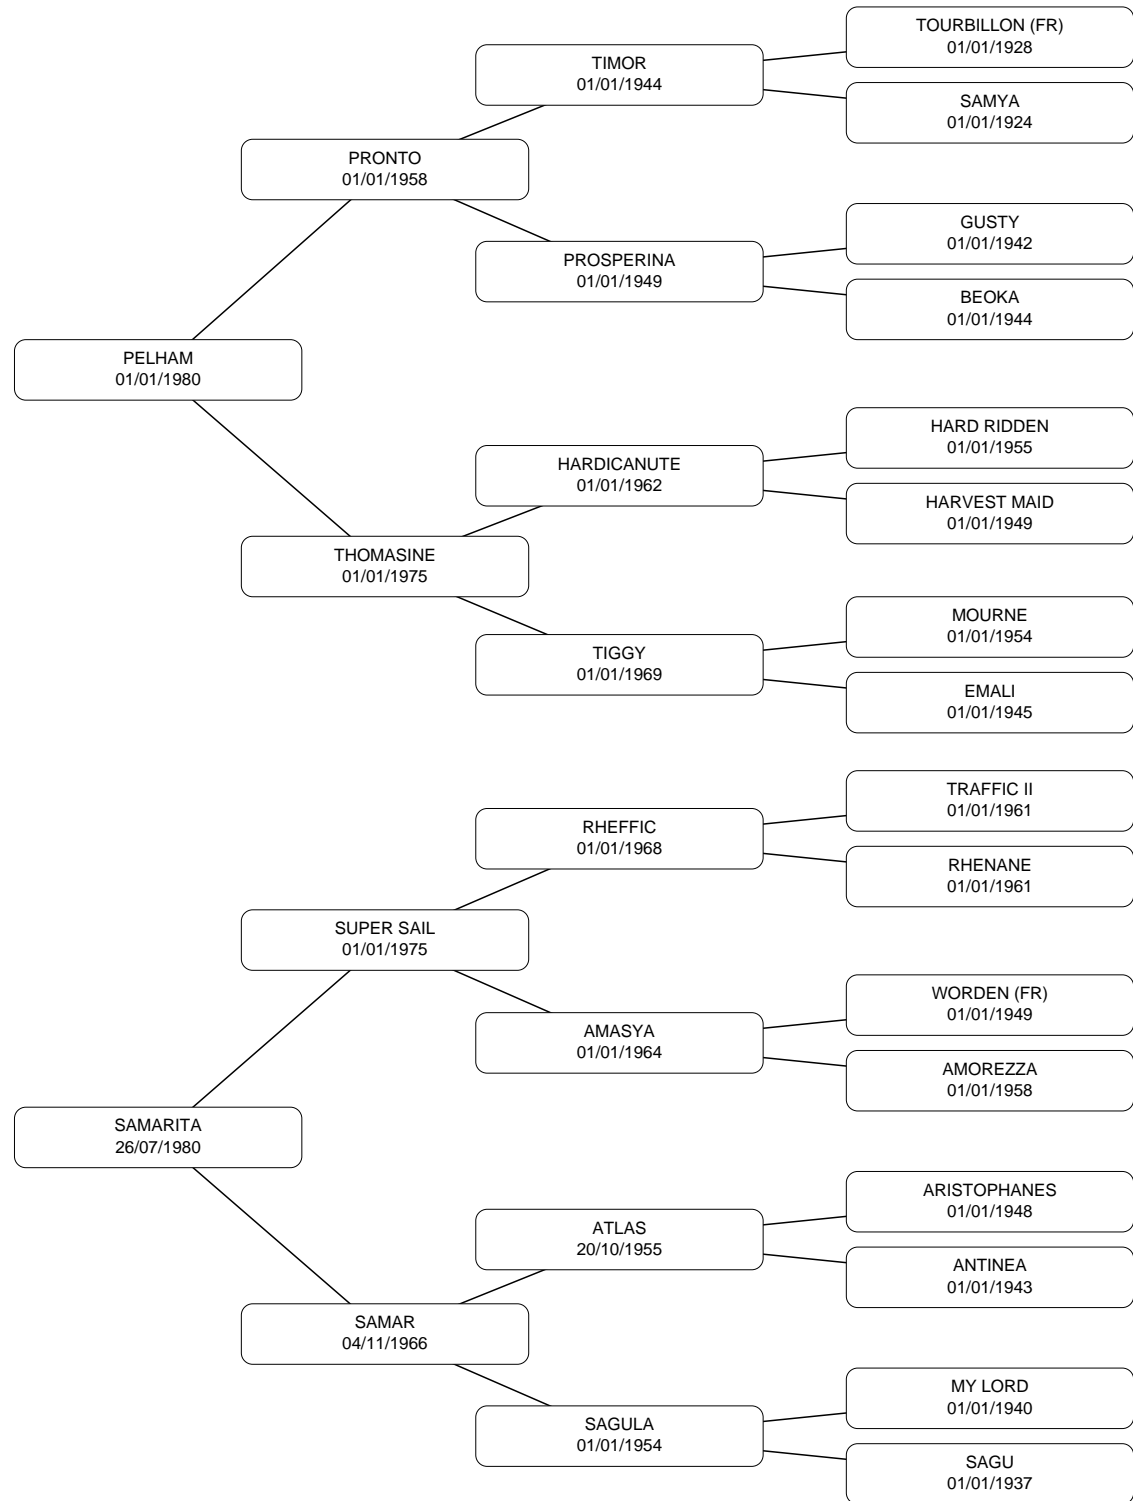 TOURBILLON (FR)
01/01/1928
TIMOR
01/01/1944
SAMYA
01/01/1924
PRONTO
01/01/1958
GUSTY
01/01/1942
PROSPERINA
01/01/1949
BEOKA
01/01/1944
PELHAM
01/01/1980
HARD RIDDEN
01/01/1955
HARDICANUTE
01/01/1962
HARVEST MAID
01/01/1949
THOMASINE
01/01/1975
MOURNE
01/01/1954
TIGGY
01/01/1969
EMALI
01/01/1945
TRAFFIC II
01/01/1961
RHEFFIC
01/01/1968
RHENANE
01/01/1961
SUPER SAIL
01/01/1975
WORDEN (FR)
01/01/1949
AMASYA
01/01/1964
AMOREZZA
01/01/1958
SAMARITA
26/07/1980
ARISTOPHANES
01/01/1948
ATLAS
20/10/1955
ANTINEA
01/01/1943
SAMAR
04/11/1966
MY LORD
01/01/1940
SAGULA
01/01/1954
SAGU
01/01/1937